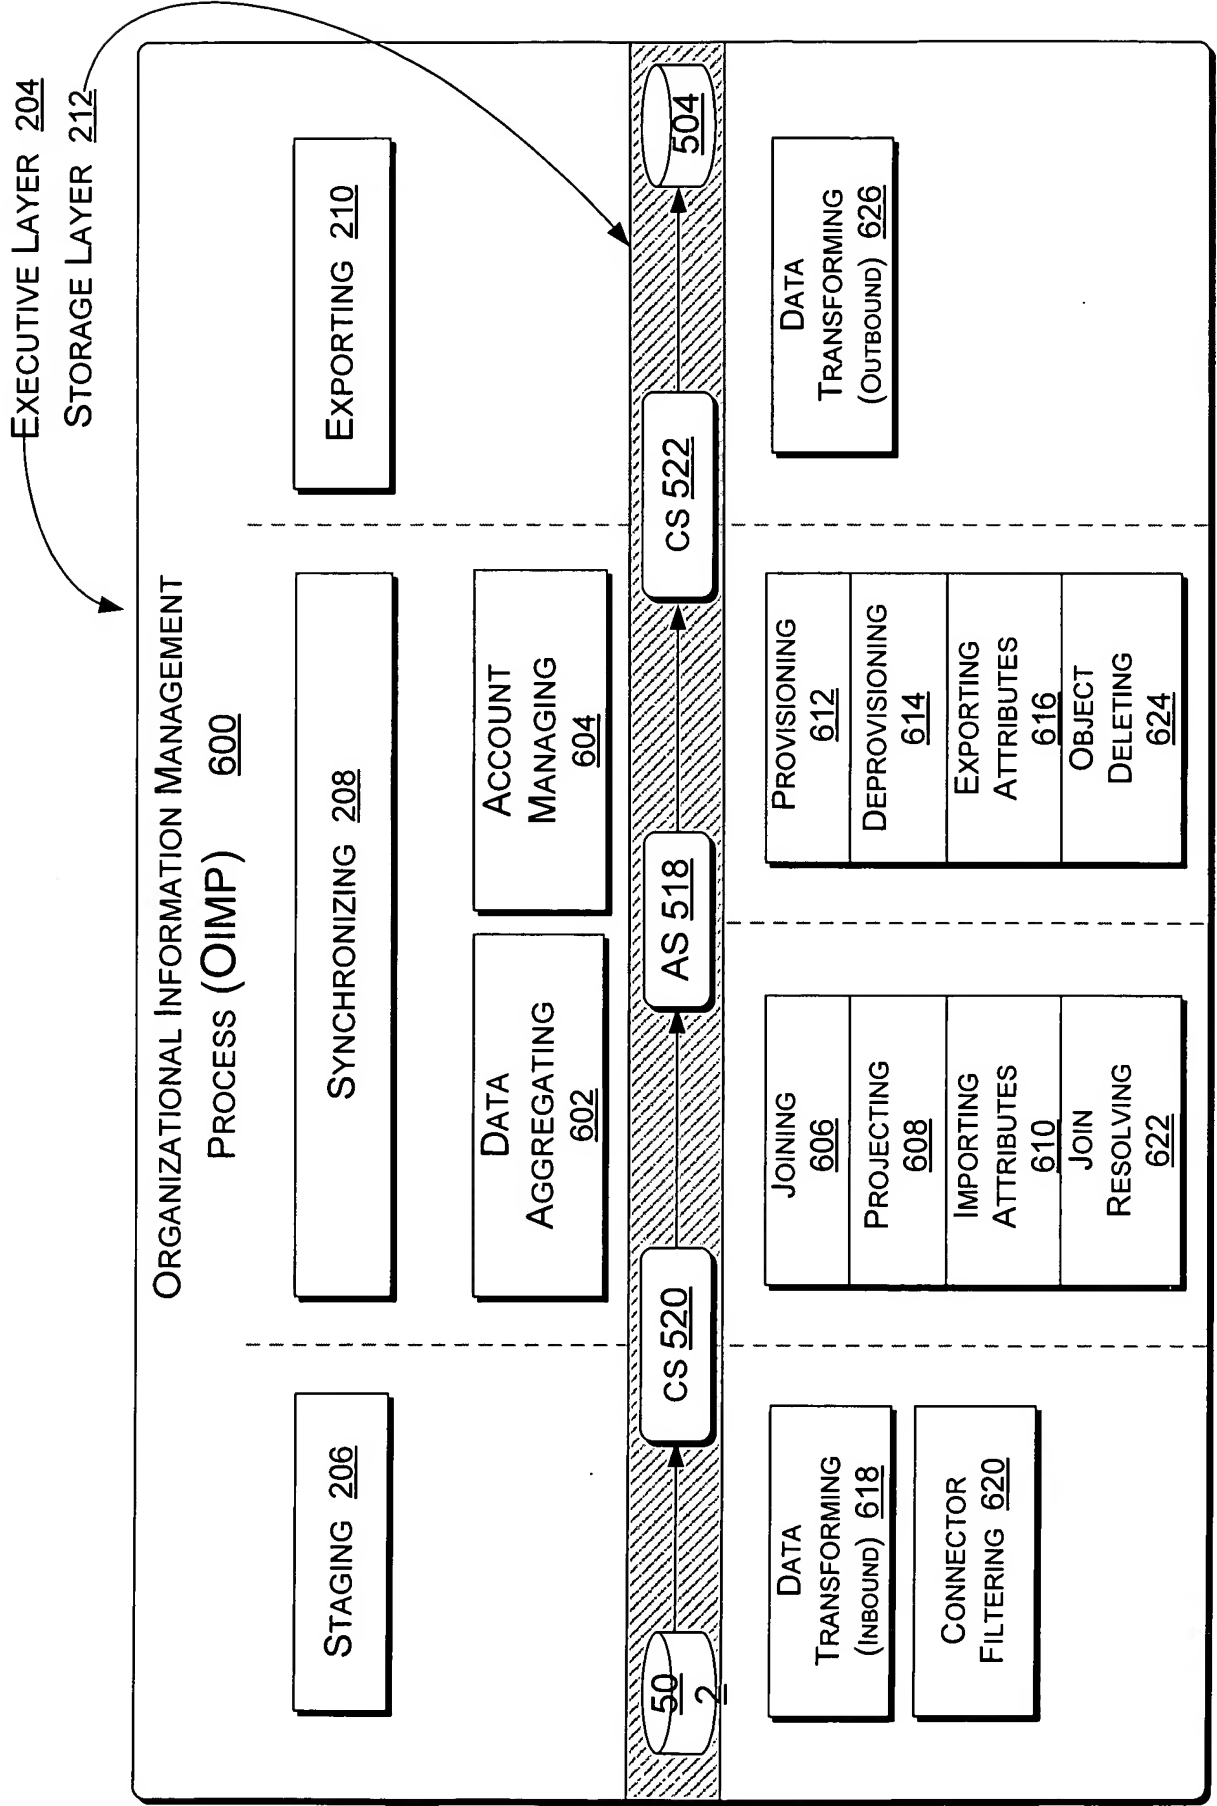 EXECUTIVE LAYER 204
STORAGE LAYER 212
ORGANIZATIONAL INFORMATION MANAGEMENT
PROCESS (OIMP) 600
STAGING 206
SYNCHRONIZING 208
EXPORTING 210
DATA
AGGREGATING
602
ACCOUNT
MANAGING
604
50
2
CS 520
AS 518
CS 522
504
DATA
TRANSFORMING
(INBOUND) 618
CONNECTOR
FILTERING 620
JOINING
606
PROJECTING
608
IMPORTING
ATTRIBUTES
610
JOIN
RESOLVING
622
PROVISIONING
612
DEPROVISIONING
614
EXPORTING
ATTRIBUTES
616
OBJECT
DELETING
624
DATA
TRANSFORMING
(OUTBOUND) 626